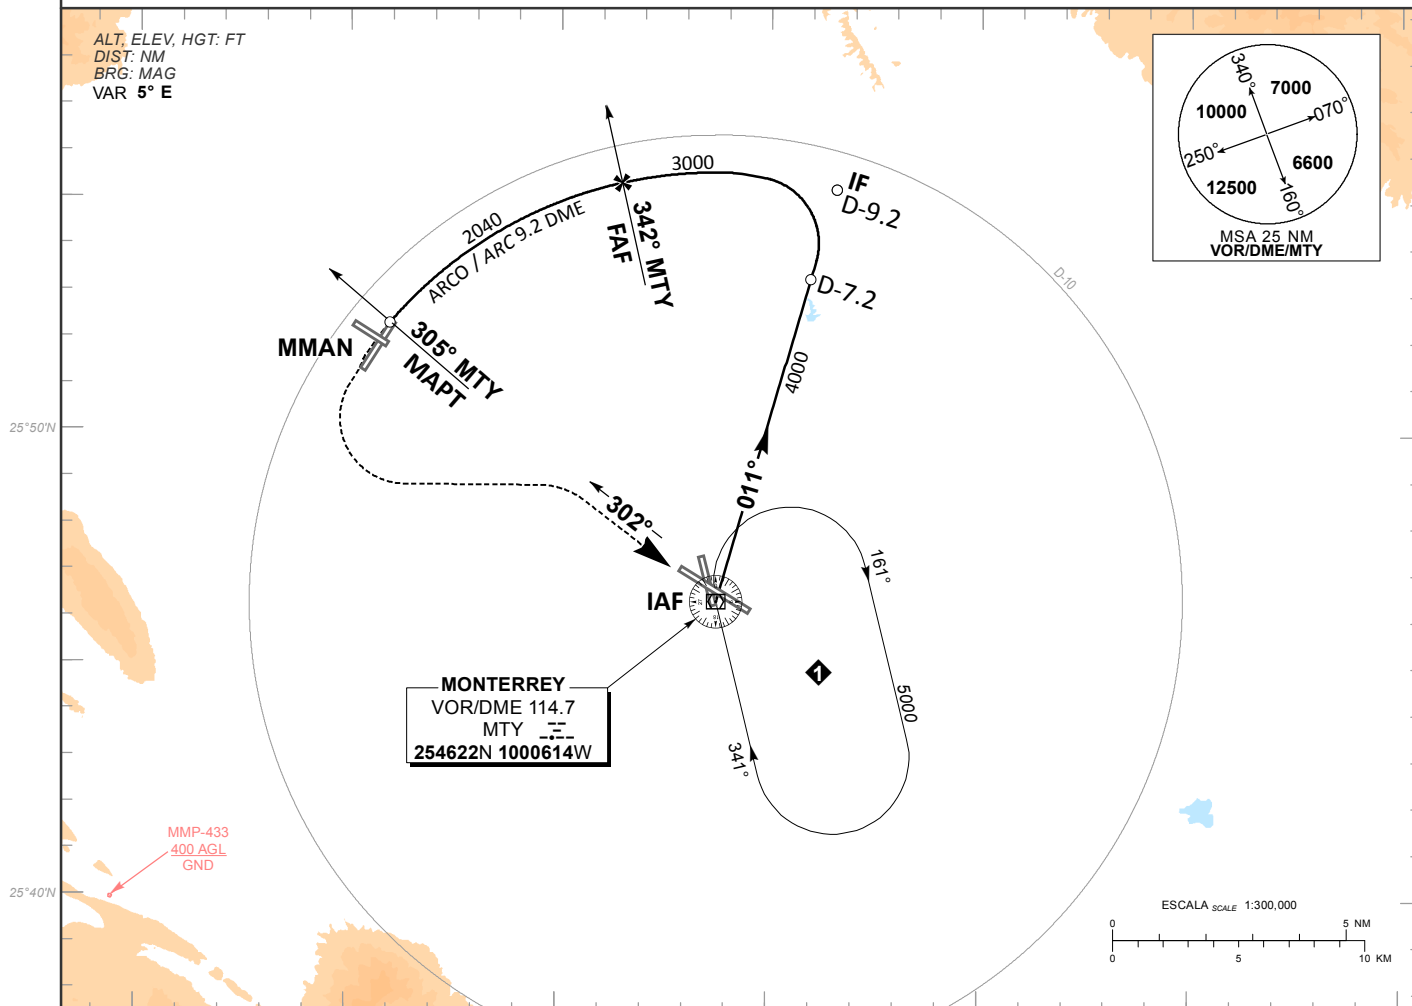 ALT, ELEV, HGT: FT
DIST: NM
BRG: MAG
VAR 5° E
340°
7000
10000
070°
250°
6600
12500
160°
MSA 25 NM
VOR/DME/MTY
3000
IF
D-9.2
2040
ARCO / ARC 9.2 DME
342° MTY
FAF
D-10
D-7.2
305° MTY
MAPT
MMAN
4000
25°50'N
011°
302°
161°
IAF
1
MONTERREY
VOR/DME 114.7
MTY
254622N 1000614W
5000
341°
MMP-433
400 AGL
GND
25°40'N
ESCALA SCALE 1:300,000
0 5 NM
0 5 10 KM